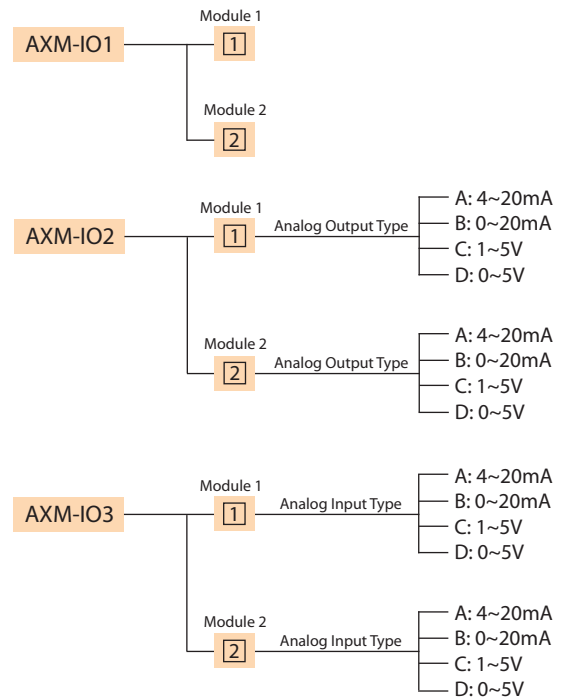 Module 1
AXM-IO1
1
Module 2
2
Module 1
AXM-IO2
1
Analog Output Type
A: 4~20mA
B: 0~20mA
C: 1~5V
D: 0~5V
Module 2
2
Analog Output Type
A: 4~20mA
B: 0~20mA
C: 1~5V
D: 0~5V
Module 1
AXM-IO3
1
Analog Input Type
A: 4~20mA
B: 0~20mA
C: 1~5V
D: 0~5V
Module 2
2
Analog Input Type
A: 4~20mA
B: 0~20mA
C: 1~5V
D: 0~5V